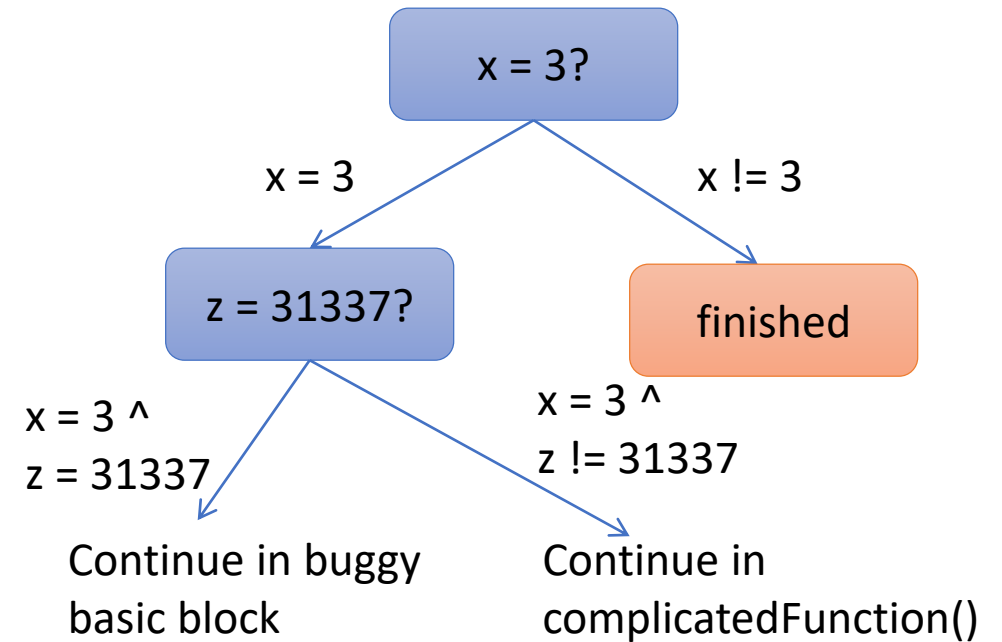 x = 3?
x = 3
x != 3
z = 31337?
finished
x = 3 ^
z = 31337
x = 3 ^
z != 31337
Continue in buggy
basic block
Continue in
complicatedFunction()